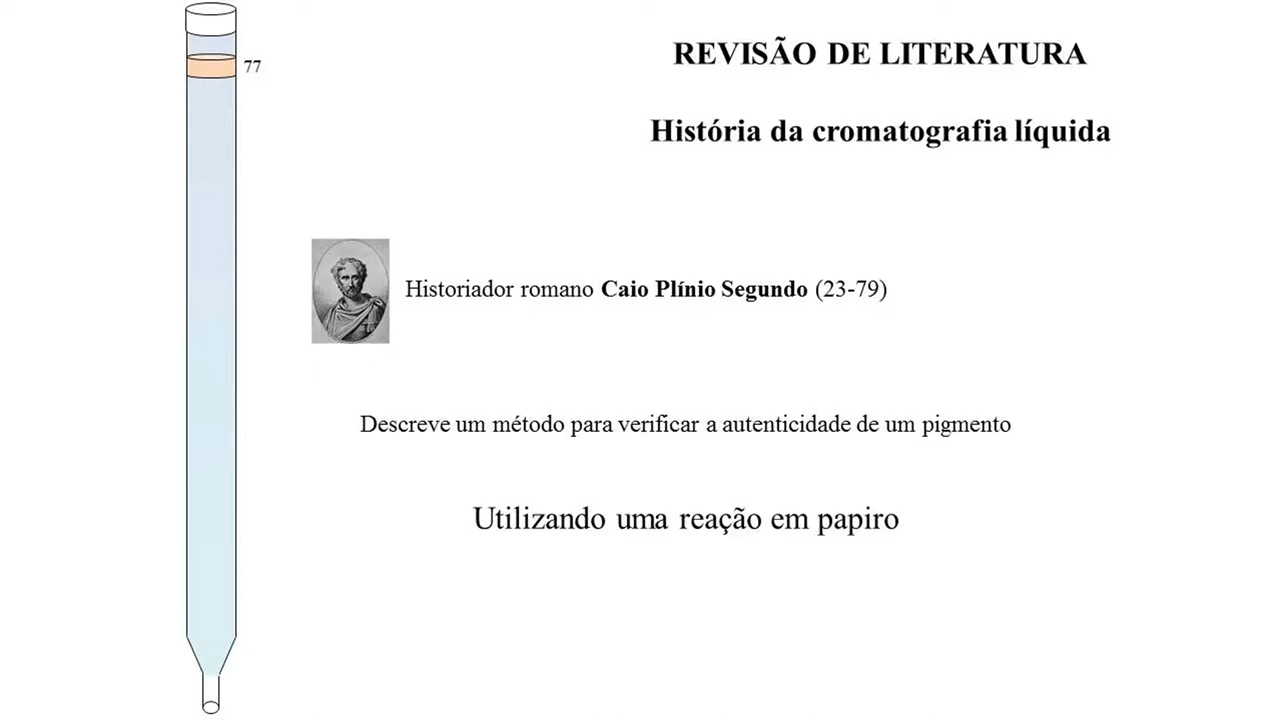 REVISÃO DE LITERATURA
77
História da cromatografia líquida
Historiador romano Caio Plínio Segundo (23-79)
Descreve um método para verificar a autenticidade de um pigmento
Utilizando uma reação em papiro